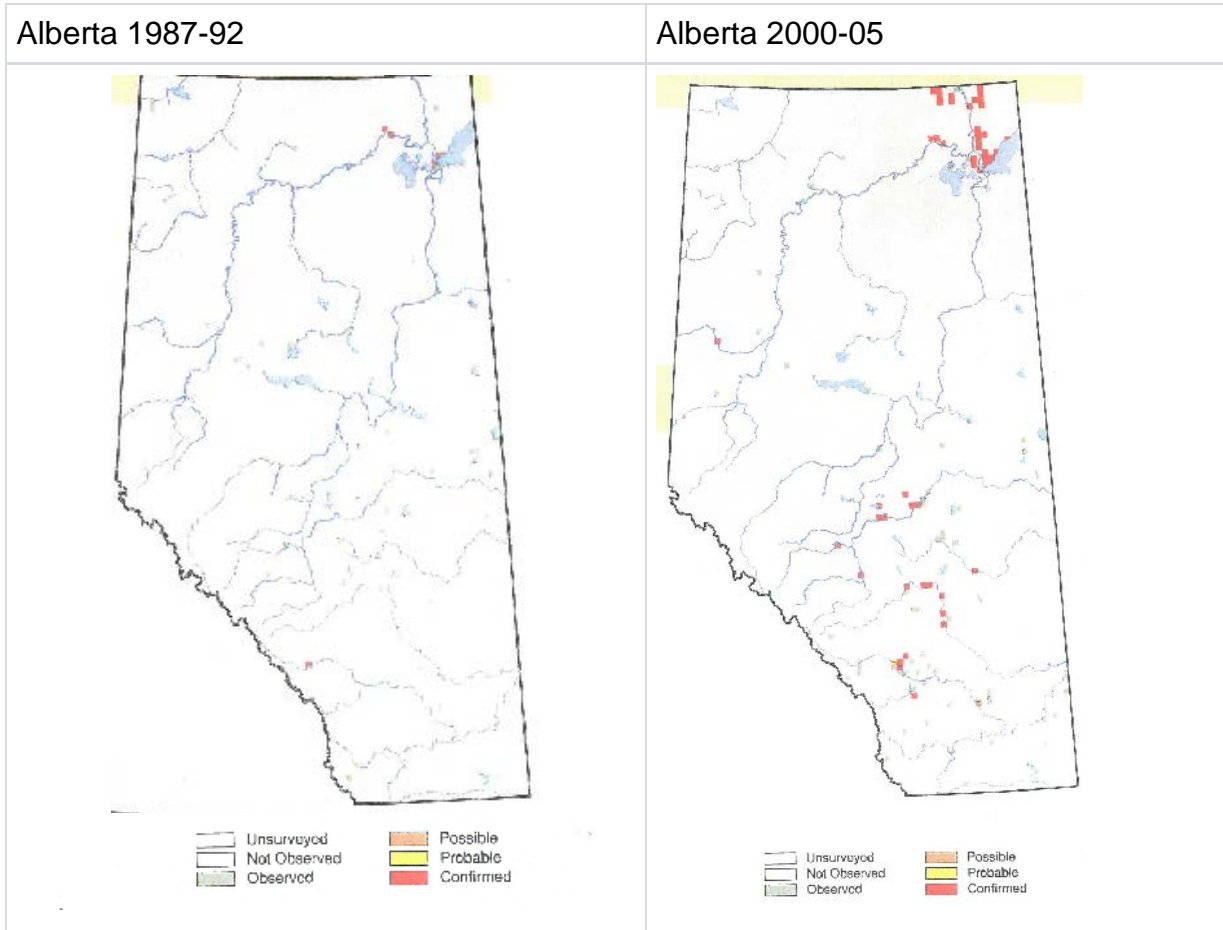 Alberta 1987-92
Alberta 2000-05
Unsurveyed
Possible
Not Observed
Probable
Observed
Confirmed
Unsurveyed
Possible
Not Observed
Probable
Observed
Confirmed